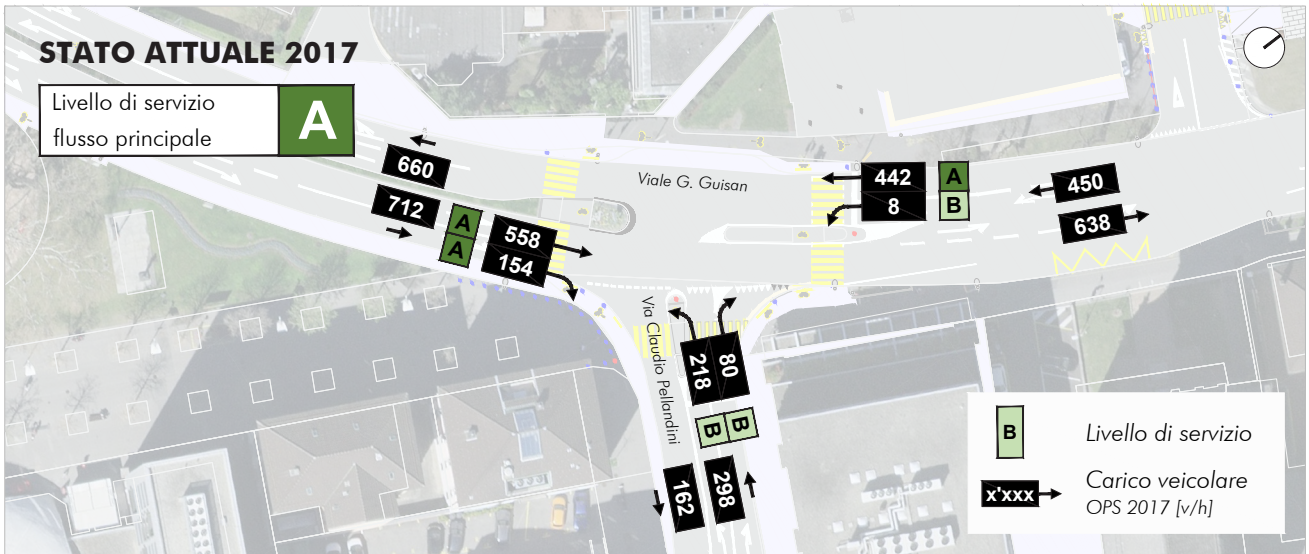 STATO ATTUALE 2017
Livello di servizio
flusso principale
A
660
712
A
A
558
154
Viale G. Guisan
442
8
A
B
450
638
Via Claudio Pellandini
218
80
B
B
162
298
B
Livello di servizio
x'xxx
Carico veicolare
OPS 2017 [v/h]